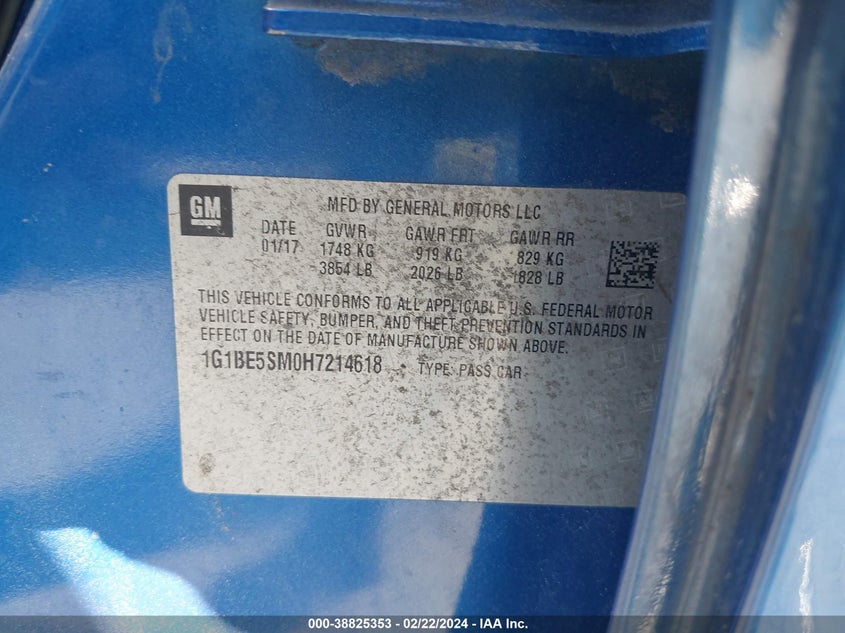 GM
MFD BY GENERAL MOTORS LLC
DATE GVWR GAWR FRT GAWR RR
01/17 1748 KG 919 KG 829 KG
3854 LB 2026 LB 1828 LB
THIS VEHICLE CONFORMS TO ALL APPLICABLE U.S. FEDERAL MOTOR
VEHICLE SAFETY, BUMPER, AND THEFT PREVENTION STANDARDS IN
EFFECT ON THE DATE OF MANUFACTURE SHOWN ABOVE.
1G1BE5SM0H7214618 TYPE: PASS CAR
000-38825353 - 02/22/2024 - IAA Inc.